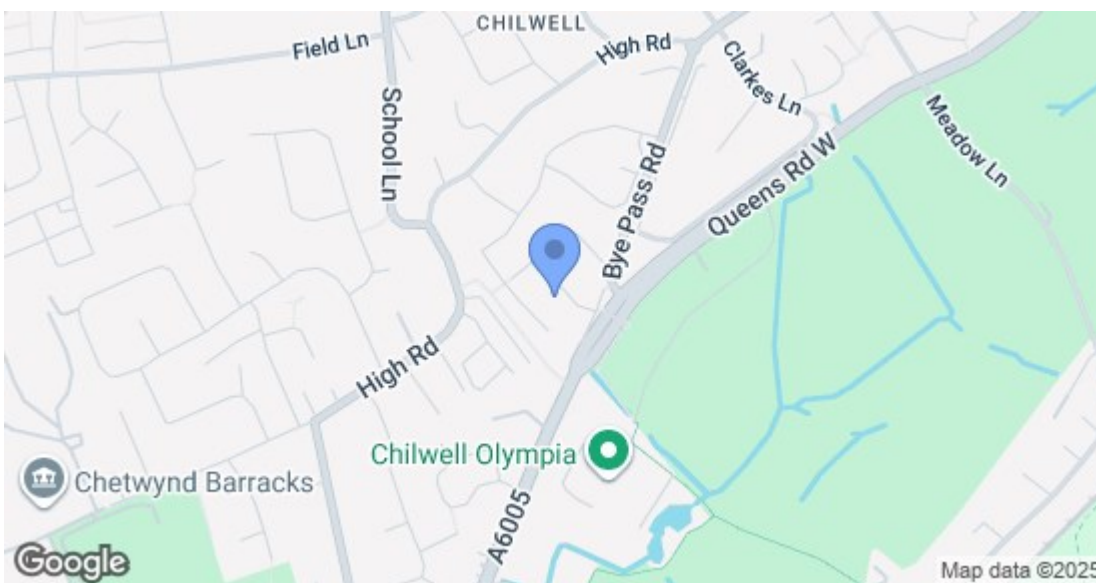 CHILWELL
Field Ln
High Rd
Clarkes Ln
School Ln
Meadow Ln
Bye Pass Rd
Queens Rd W
High Rd
Chilwell Olympia
Chetwynd Barracks
A6005
Google
Map data ©2025